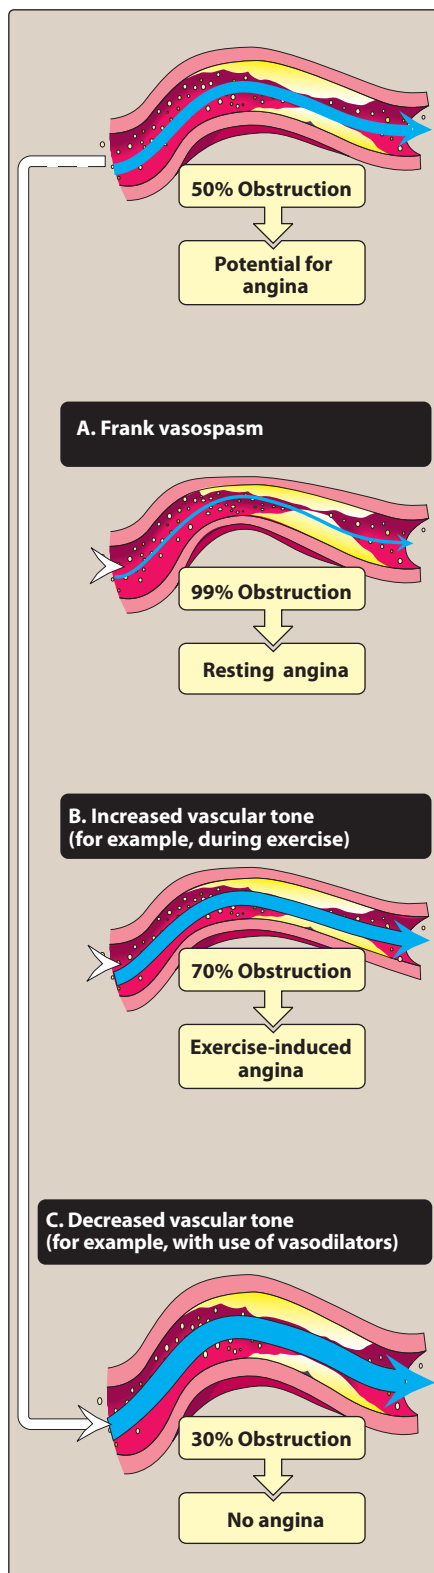 50% Obstruction
Potential for
angina
A. Frank vasospasm
99% Obstruction
Resting angina
B. Increased vascular tone
(for example, during exercise)
70% Obstruction
Exercise-induced
angina
C. Decreased vascular tone
(for example, with use of vasodilators)
30% Obstruction
No angina